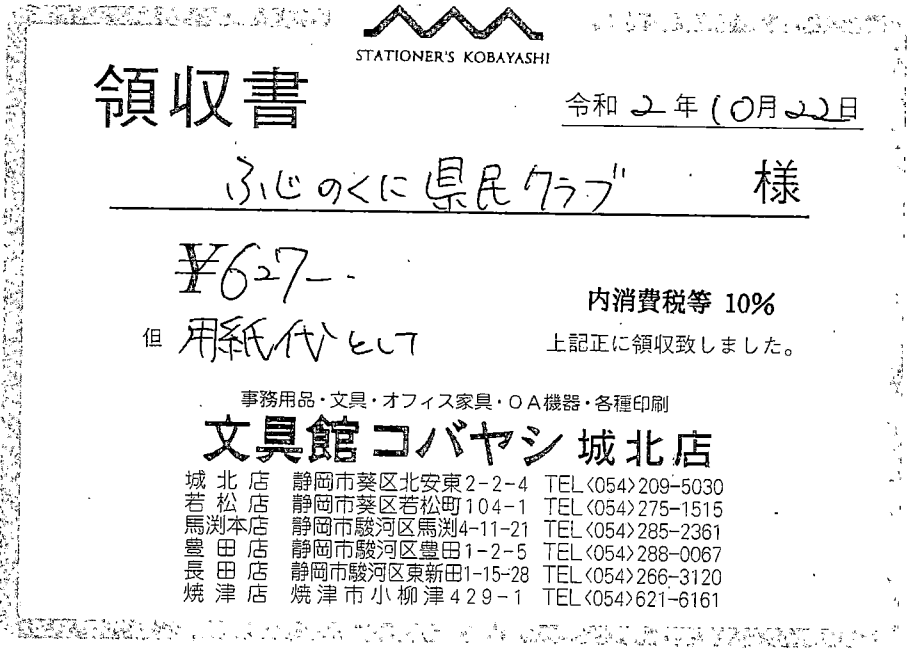 STATIONER'S KOBAYASHI
領収書
令和2年10月22日
ふじのくに県民クラブ 様
¥627-
内消費税等 10%
但 用紙代として
上記正に領収致しました。
事務用品・文具・オフィス家具・OA機器・各種印刷
文具館コバヤシ城北店
城北店 静岡市葵区北安東2-2-4 TEL<054>209-5030
若松店 静岡市葵区若松町104-1 TEL<054>275-1515
馬渕本店 静岡市駿河区馬渕4-11-21 TEL<054>285-2361
豊田店 静岡市駿河区豊田1-2-5 TEL<054>288-0067
長田店 静岡市駿河区東新田1-15-28 TEL<054>266-3120
焼津店 焼津市小柳津429-1 TEL<054>621-6161